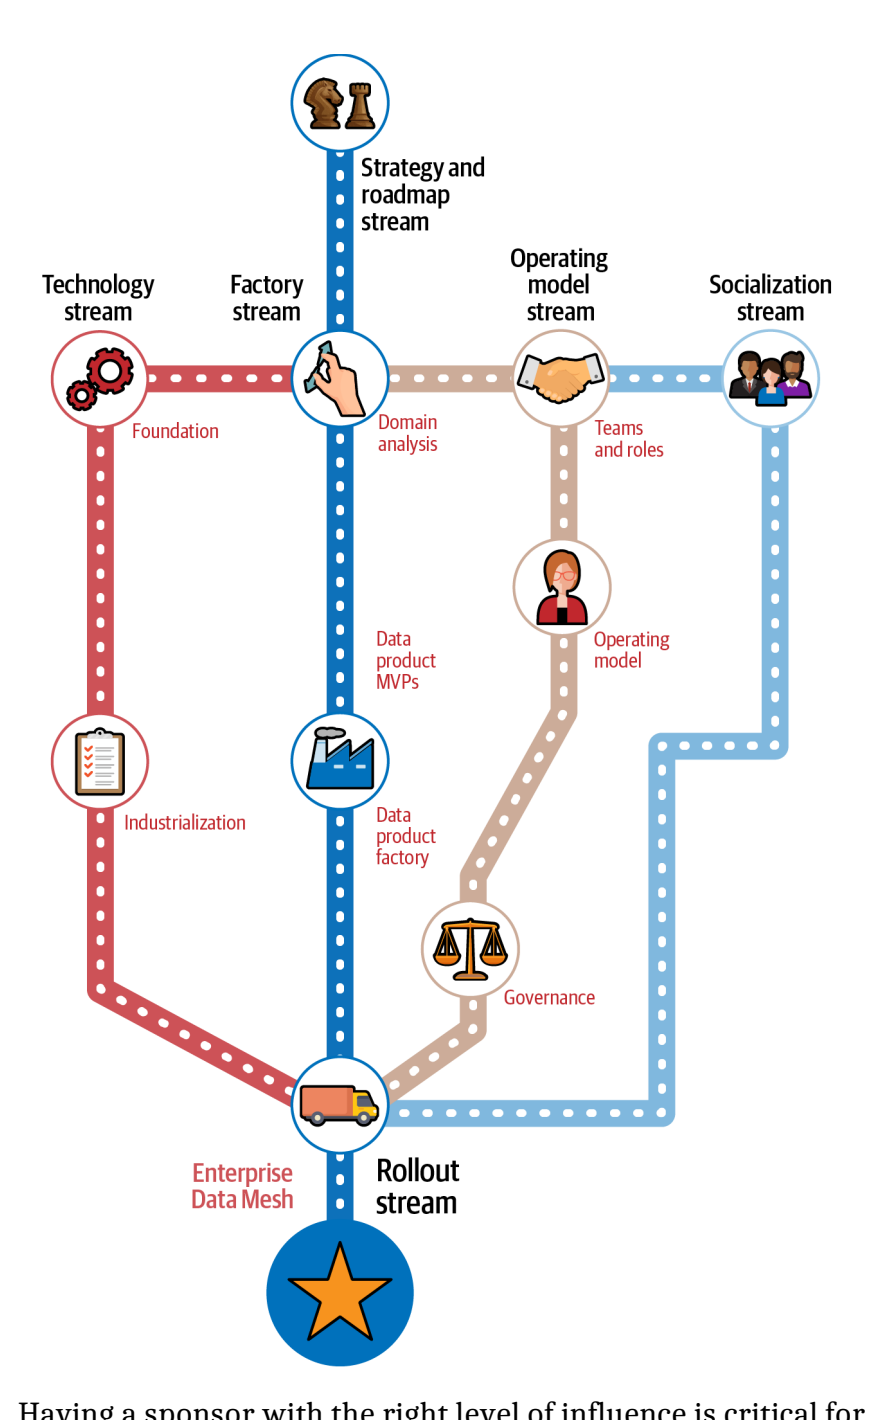 Strategy and
roadmap
stream
Technology
stream
Factory
stream
Operating
model
stream
Socialization
stream
Foundation
Domain
analysis
Teams
and roles
Data
product
MVPs
Operating
model
Industrialization
Data
product
factory
Governance
Enterprise
Data Mesh
Rollout
stream
Having a sponsor with the right level of influence is critical for